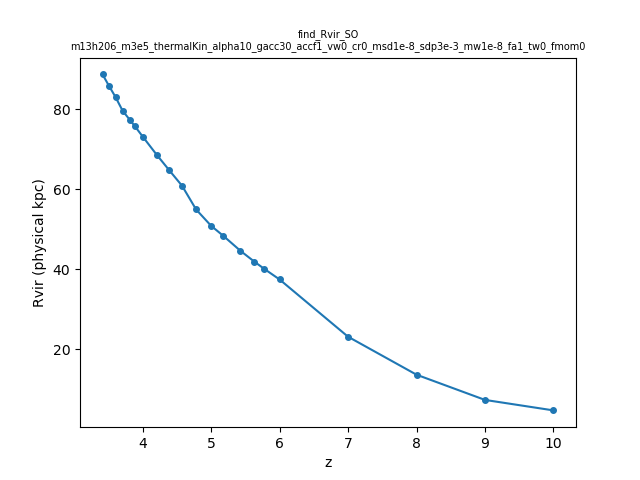 find_Rvir_SO
m13h206_m3e5_thermalKin_alpha10_gacc30_accf1_vw0_cr0_msd1e-8_sdp3e-3_mw1e-8_fa1_tw0_fmom0
Rvir (physical kpc)
80
60
40
20
4 5 6 7 8 9 10
z